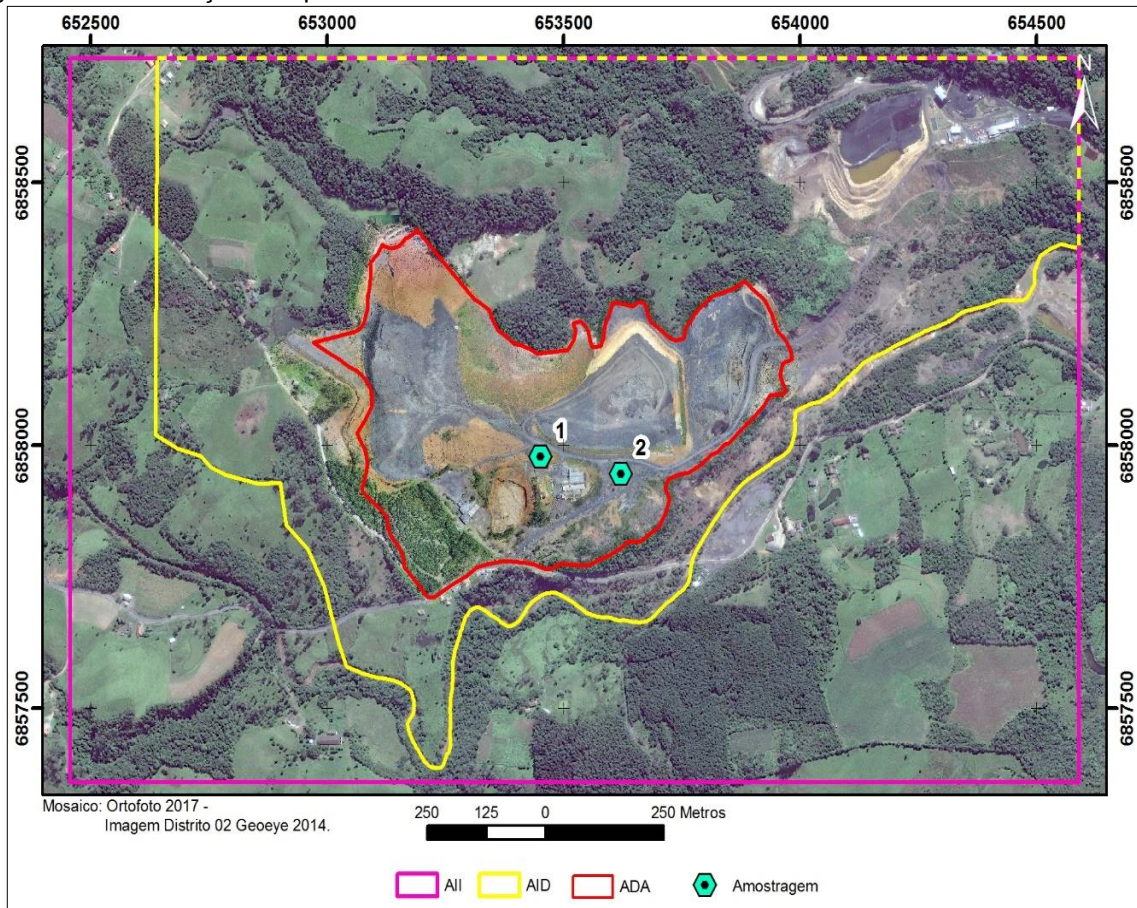 652500 653000 653500 654000 654500
N
6858500 6858500
6858000 6858000
1
2
6857500 6857500
Mosaico: Ortofoto 2017 -
Imagem Distrito 02 Geoeye 2014.
250 125 0 250 Metros
AII AID ADA Amostragem